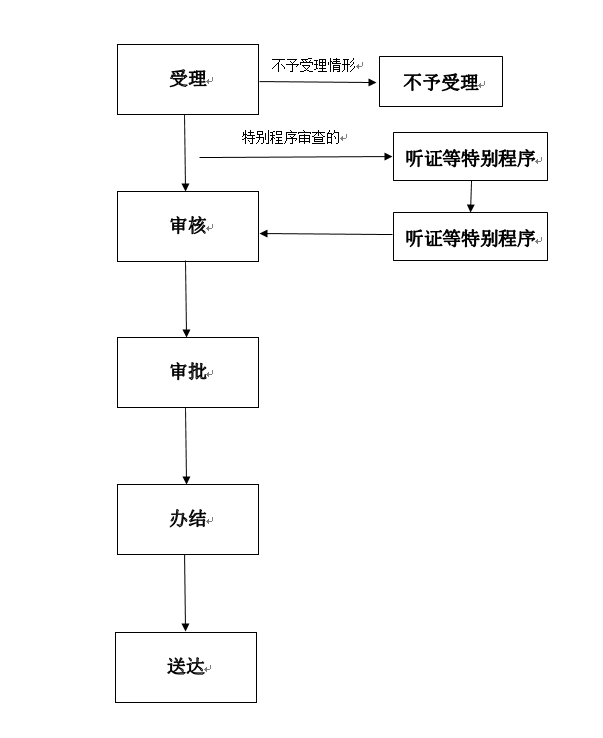 受理
不予受理情形
不予受理
特别程序审查的
听证等特别程序
审核
听证等特别程序
审批
办结
送达